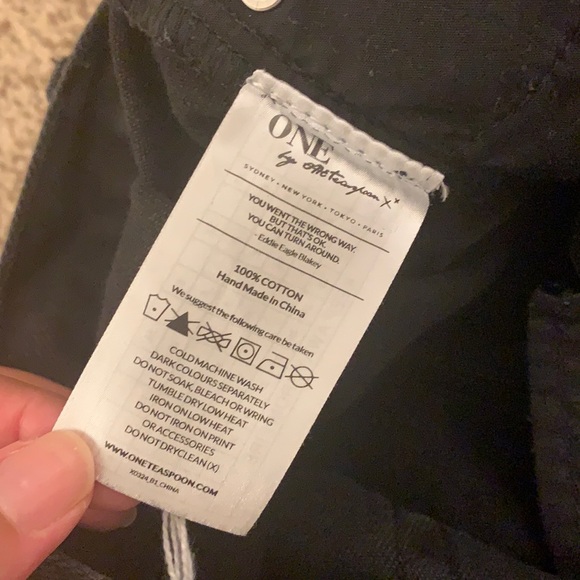 ONE
by oneteaspoon xx
SYDNEY • NEW YORK • TOKYO • PARIS
YOU WENT THE WRONG WAY.
BUT THAT'S OK.
YOU CAN TURN AROUND.
- Eddie Eagle Blakey
100% COTTON
Hand Made in China
We suggest the following care be taken
COLD MACHINE WASH
DARK COLOURS SEPARATELY
DO NOT SOAK, BLEACH OR WRING
TUMBLE DRY LOW HEAT
IRON ON LOW HEAT
DO NOT IRON ON PRINT
OR ACCESSORIES
DO NOT DRYCLEAN (X)
WWW.ONETEASPOON.COM
X0324_B1_CHINA